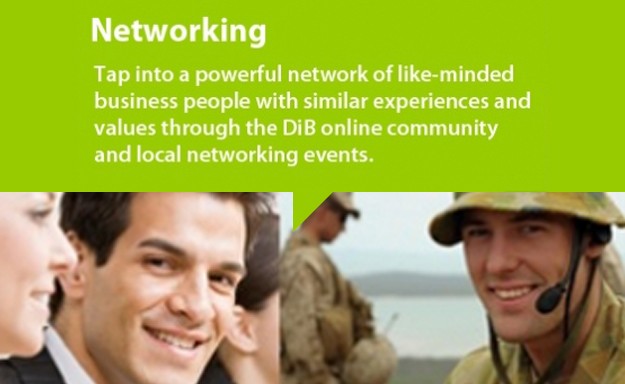 Networking
Tap into a powerful network of like-minded
business people with similar experiences and
values through the DiB online community
and local networking events.